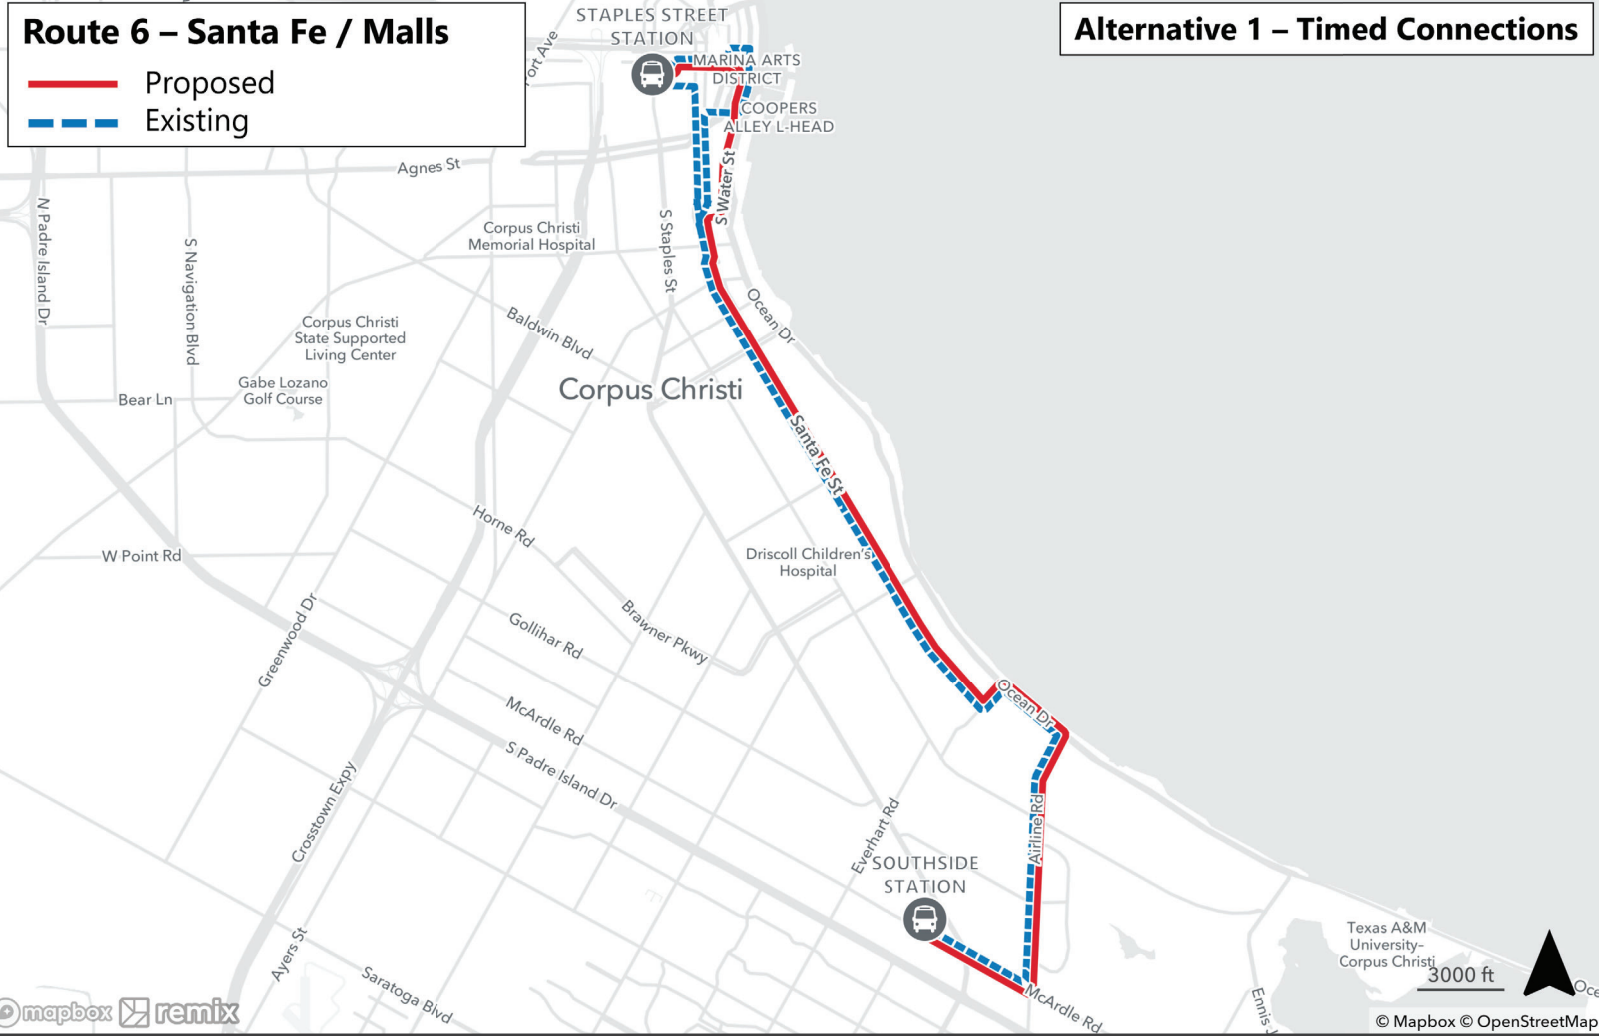 Route 6 – Santa Fe / Malls
Proposed
Existing
Alternative 1 – Timed Connections
STAPLES STREET
STATION
MARINA ARTS
DISTRICT
COOPERS
ALLEY L-HEAD
Port Ave
Agnes St
S Water St
N Padre Island Dr
S Navigation Blvd
S Staples St
Corpus Christi
Memorial Hospital
Ocean Dr
Baldwin Blvd
Corpus Christi
State Supported
Living Center
Gabe Lozano
Golf Course
Bear Ln
Corpus Christi
Santa Fe St
Horne Rd
W Point Rd
Driscoll Children's
Hospital
Greenwood Dr
Gollihar Rd
Brawner Pkwy
Ocean Dr
McArdle Rd
S Padre Island Dr
Crosstown Expy
Everhart Rd
Airline Rd
SOUTHSIDE
STATION
Texas A&M
University-
Corpus Christi
Ayers St
Saratoga Blvd
McArdle Rd
3000 ft
Ennis J
Oce
mapbox remix
© Mapbox © OpenStreetMap